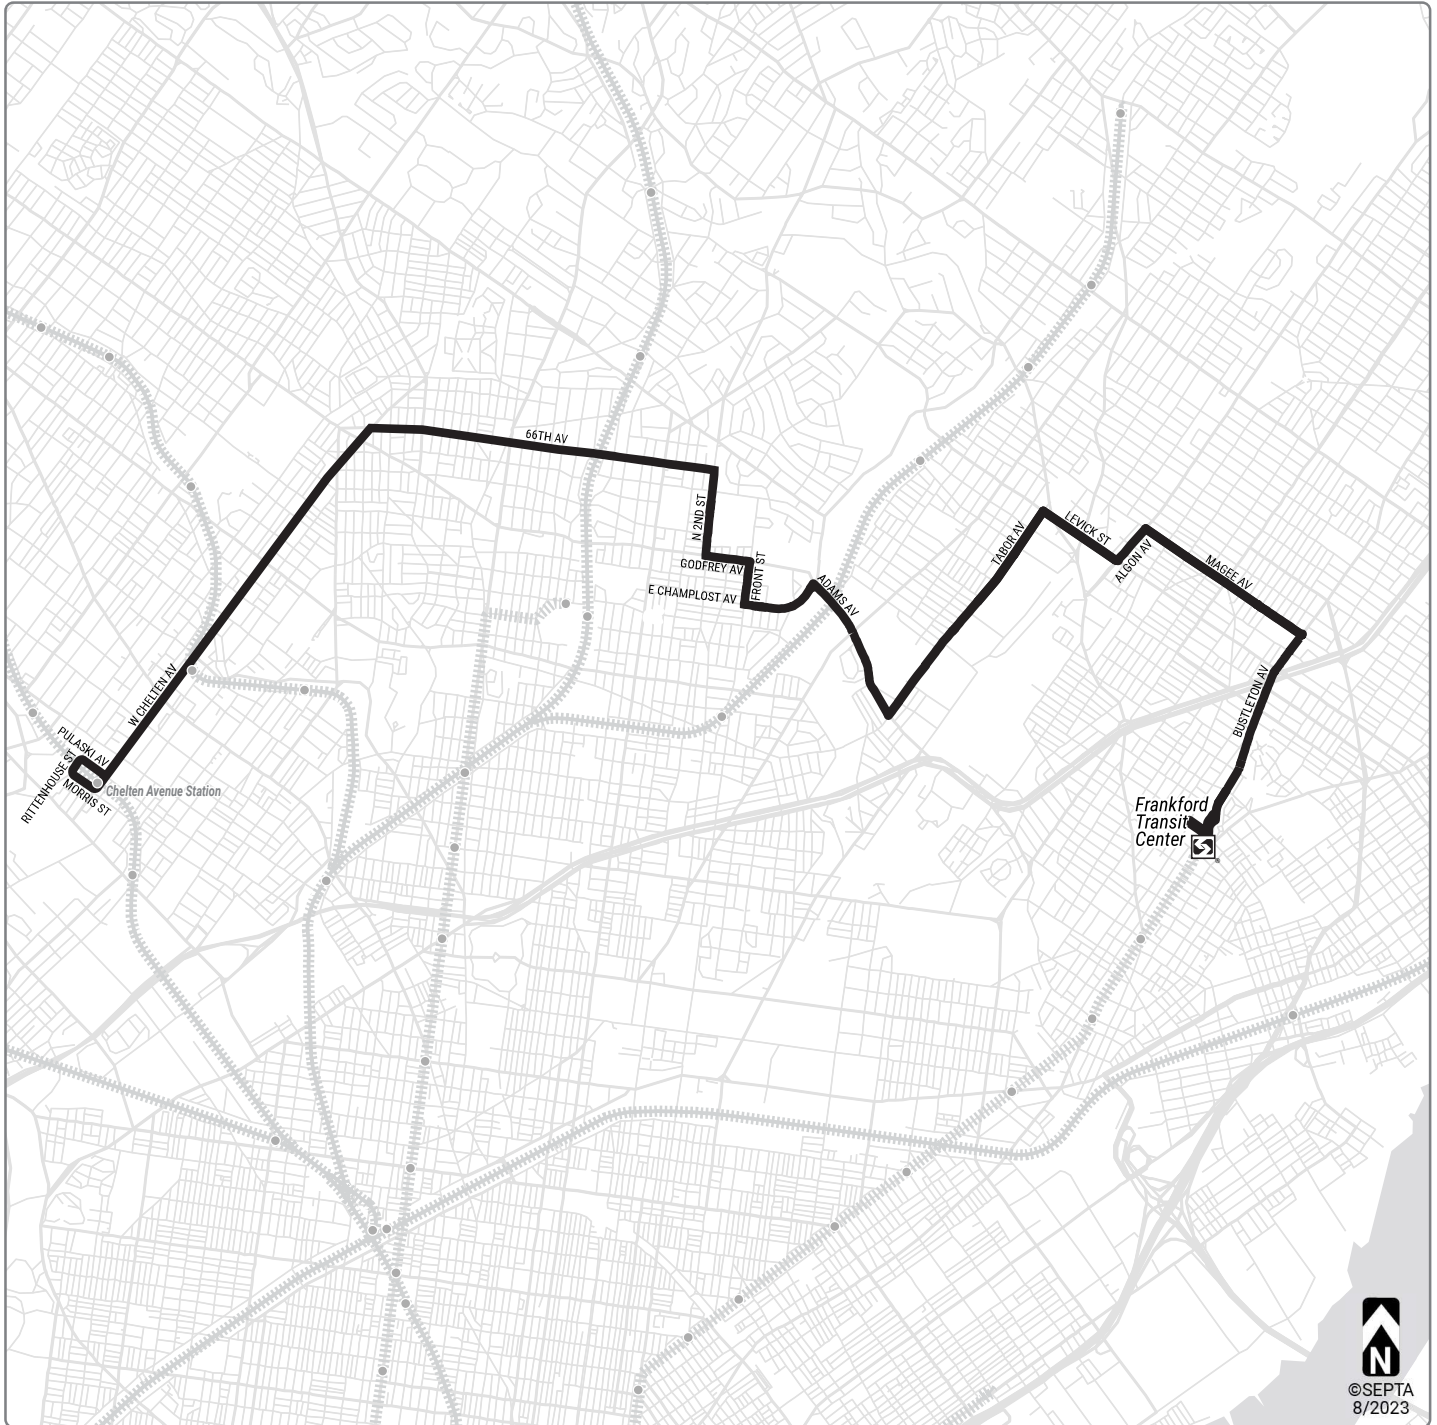 66TH AV
N 2ND ST
GODFREY AV
FRONT ST
E CHAMPLOST AV
ADAMS AV
TABOR AV
LEVICK ST
ALGON AV
MAGEE AV
BUSTLETON AV
W CHELTEN AV
PULASKI AV
RITTENHOUSE ST
MORRIS ST
Chelten Avenue Station
Frankford
Transit
Center
N
©SEPTA
8/2023